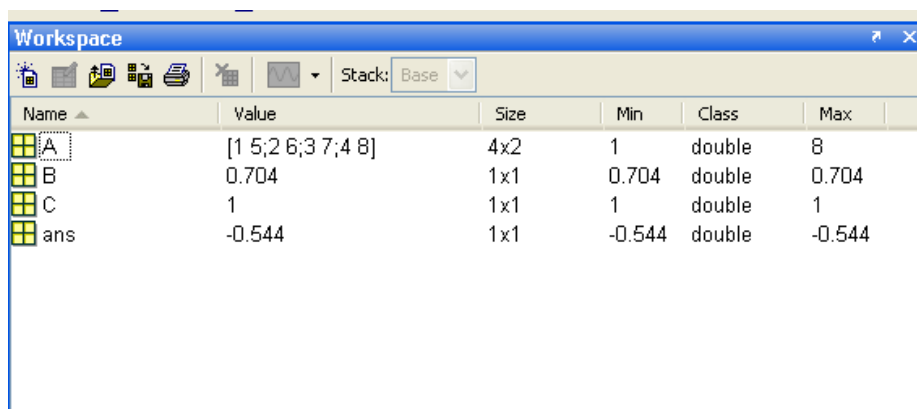 Workspace
Stack: Base
Name Value Size Min Class Max
A [1 5;2 6;3 7;4 8] 4x2 1 double 8
B 0.704 1x1 0.704 double 0.704
C 1 1x1 1 double 1
ans -0.544 1x1 -0.544 double -0.544